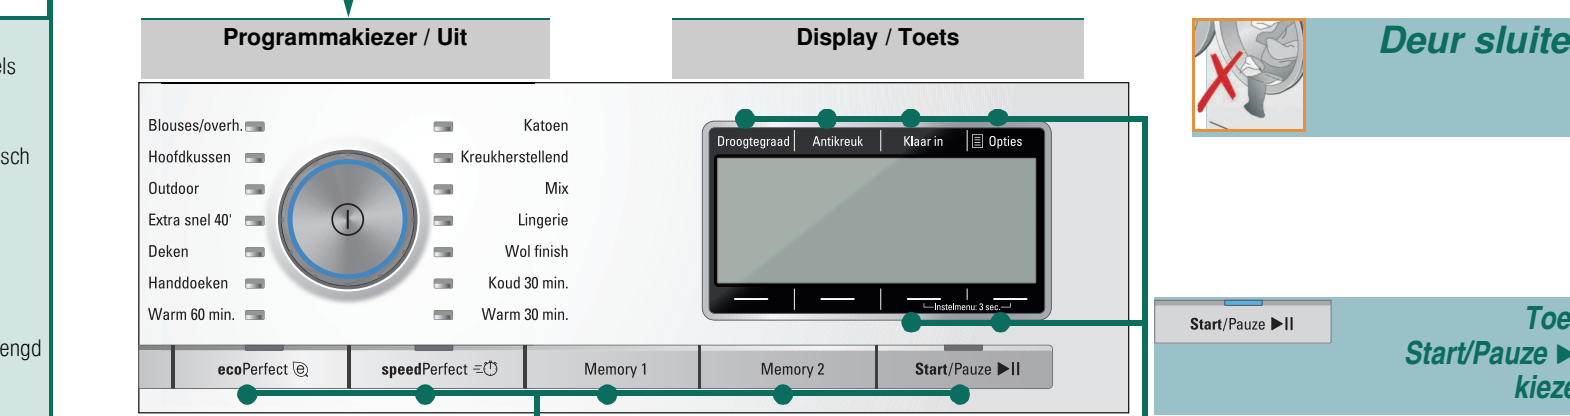 els
sch
engd
Programmakiezer / Uit
Blouses/overh.
Hoofdkussen
Outdoor
Extra snel 40'
Deken
Handdoeken
Warm 60 min.
Katoen
Kreukherstellend
Mix
Lingerie
Wol finish
Koud 30 min.
Warm 30 min.
Display / Toets
Droogtegraad Antikreuk Klaar in Opties
Instelmenu: 3 sec.
ecoPerfect speedPerfect Memory 1 Memory 2 Start/Pauze ▶II
Deur sluite
Start/Pauze ▶II
Toe
Start/Pauze ▶
kieze